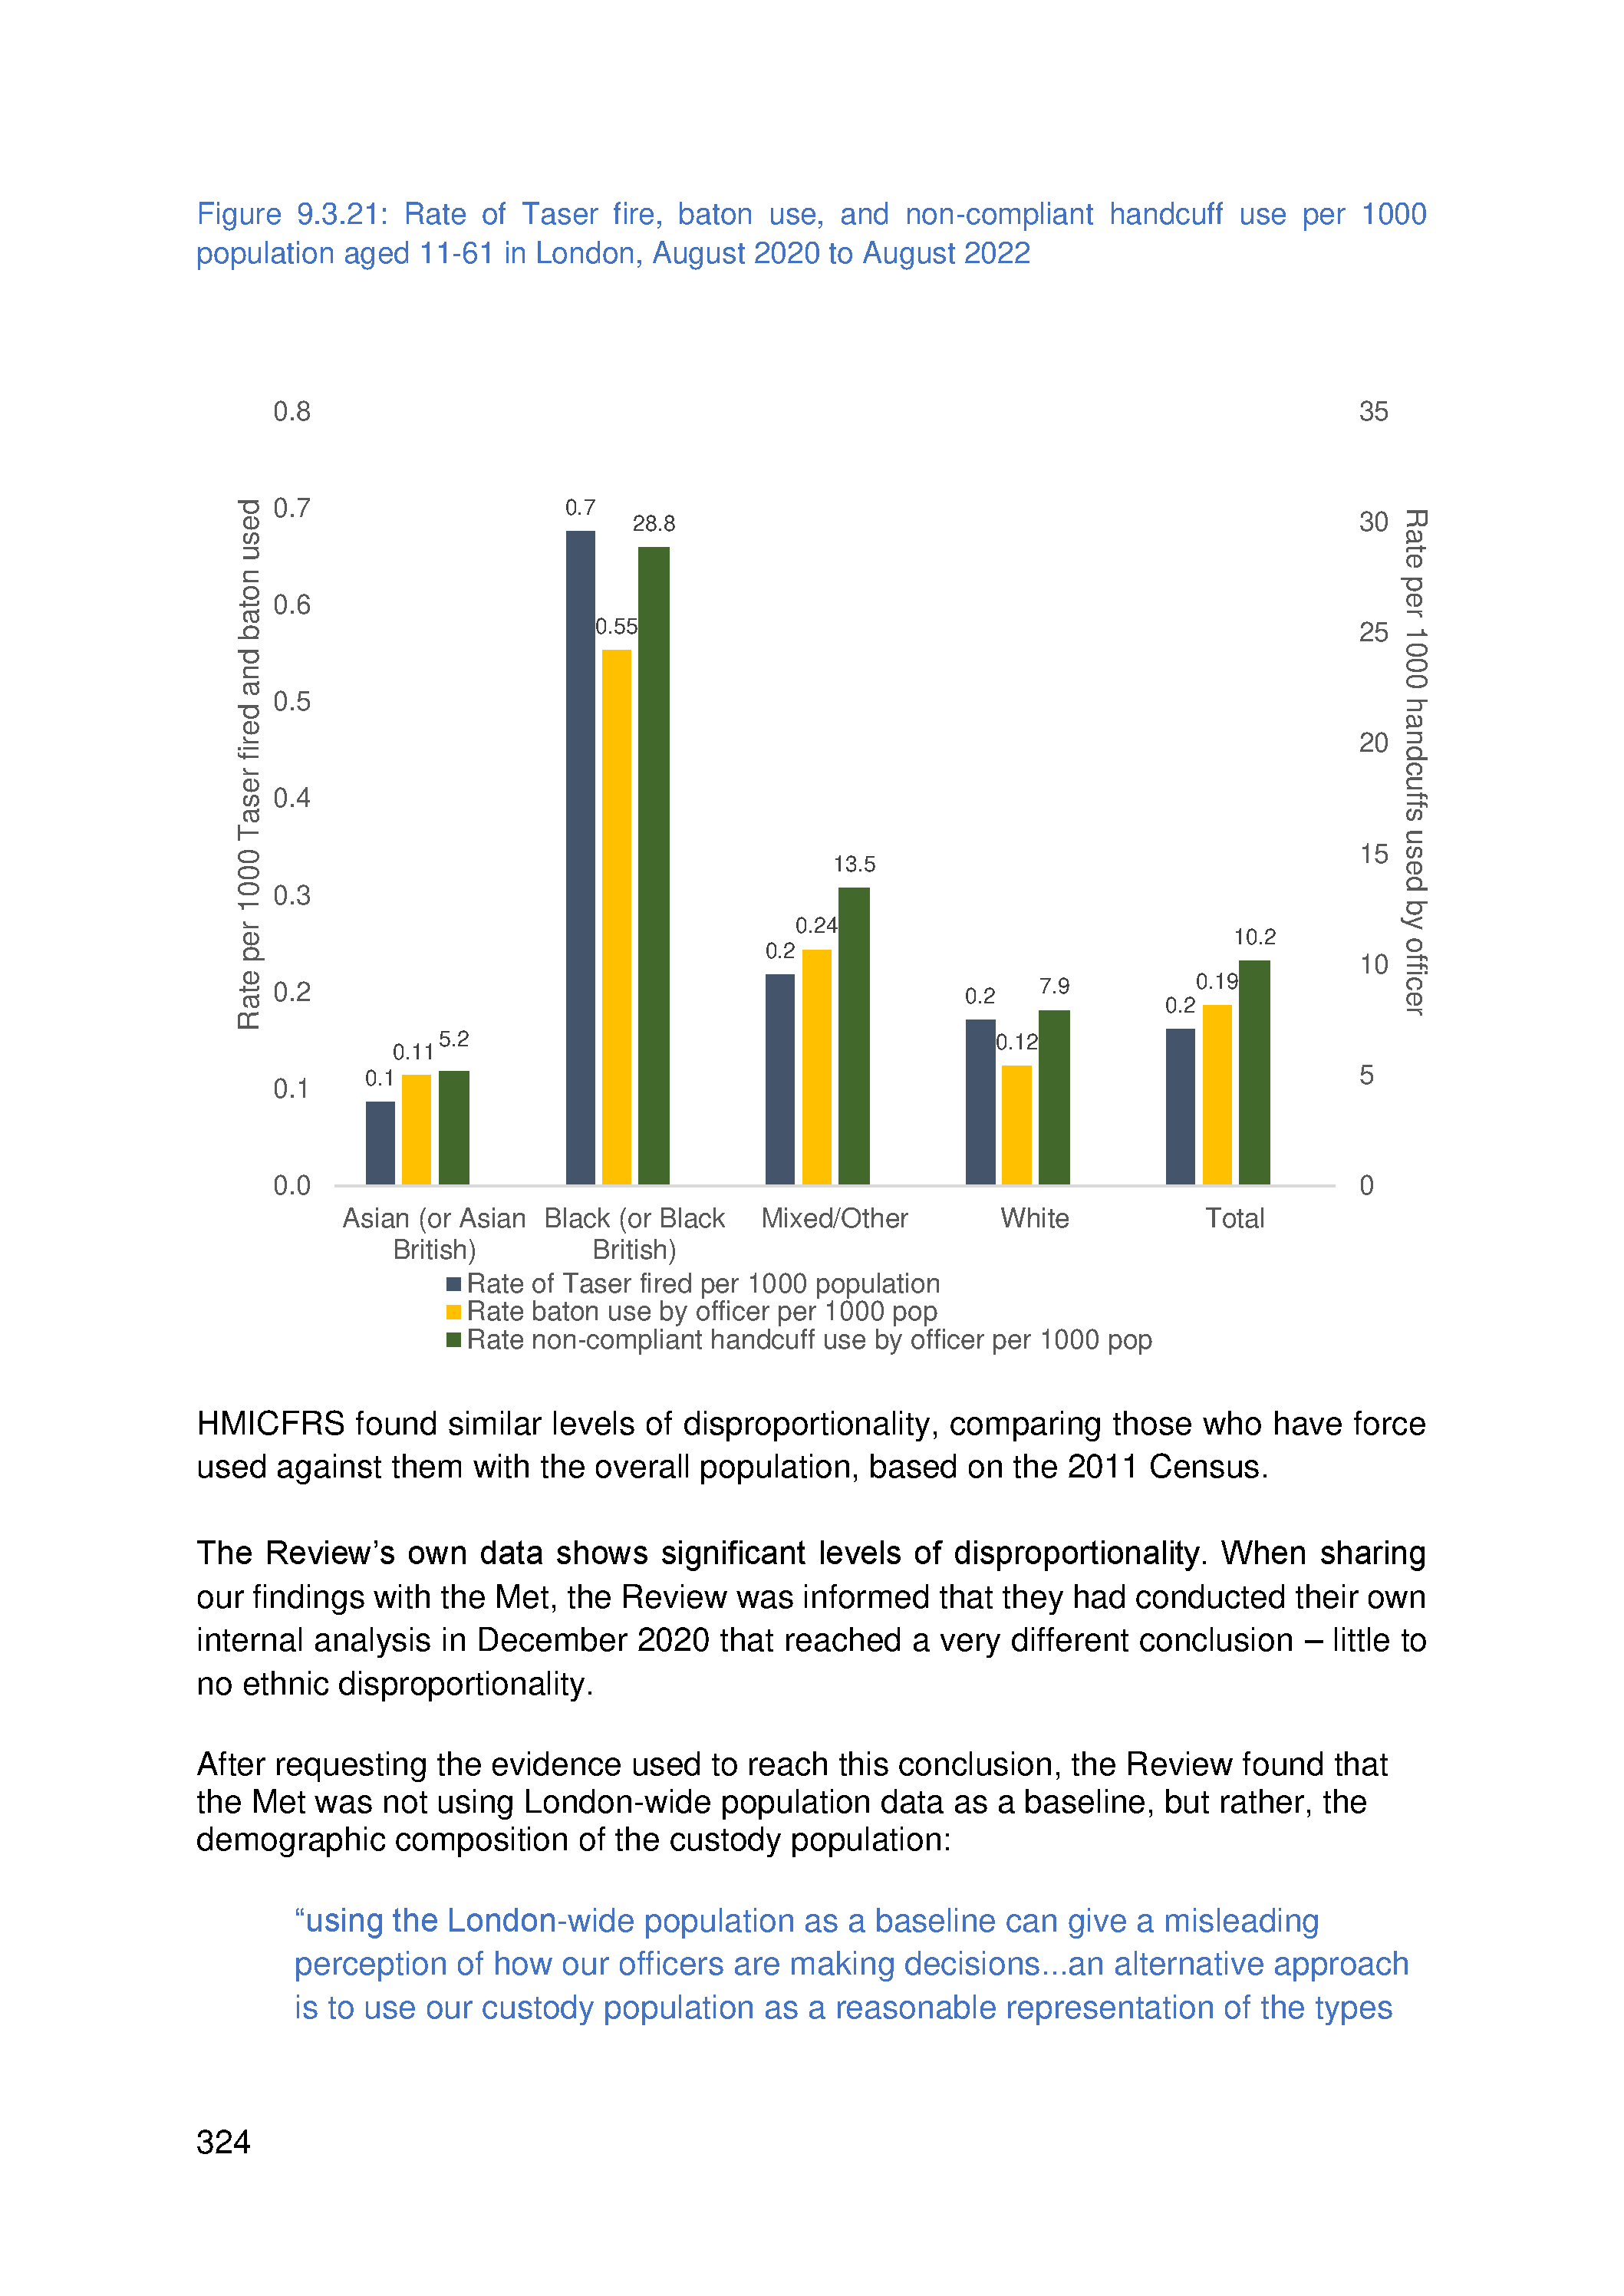 Figure 9.3.21: Rate of Taser fire, baton use, and non-compliant handcuff use per 1000
population aged 11-61 in London, August 2020 to August 2022
0.8
0.7
0.6
0.5
0.4
0.3
0.2
0.1
0.0
Rate per 1000 Taser fired and baton used
35
30
25
20
15
10
5
0
Rate per 1000 handcuffs used by officer
0.1
0.11
5.2
0.7
0.55
28.8
0.2
0.24
13.5
0.2
0.12
7.9
0.2
0.19
10.2
Asian (or Asian
British)
Black (or Black
British)
Mixed/Other
White
Total
Rate of Taser fired per 1000 population
Rate baton use by officer per 1000 pop
Rate non-compliant handcuff use by officer per 1000 pop
HMICFRS found similar levels of disproportionality, comparing those who have force
used against them with the overall population, based on the 2011 Census.
The Review’s own data shows significant levels of disproportionality. When sharing
our findings with the Met, the Review was informed that they had conducted their own
internal analysis in December 2020 that reached a very different conclusion – little to
no ethnic disproportionality.
After requesting the evidence used to reach this conclusion, the Review found that
the Met was not using London-wide population data as a baseline, but rather, the
demographic composition of the custody population:
“using the London-wide population as a baseline can give a misleading
perception of how our officers are making decisions...an alternative approach
is to use our custody population as a reasonable representation of the types
324